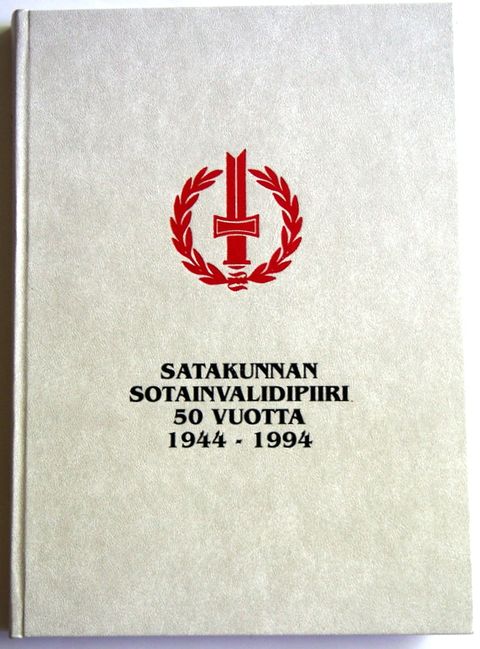 SATAKUNNAN
SOTAINVALIDIPIIRI
50 VUOTTA
1944 - 1994